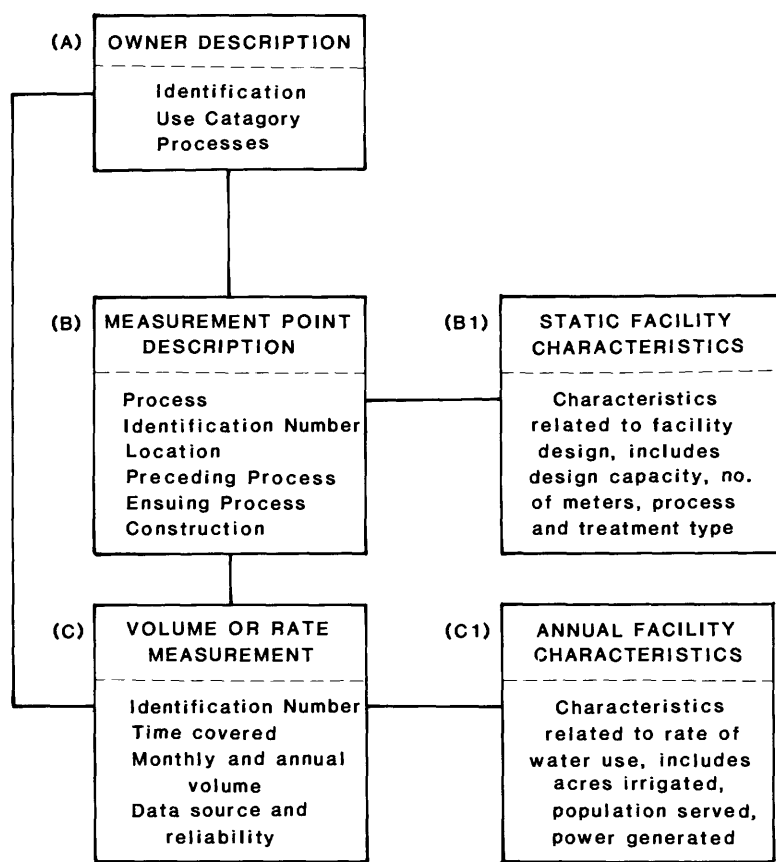 (A)
OWNER DESCRIPTION
Identification
Use Catagory
Processes
(B)
MEASUREMENT POINT
DESCRIPTION
Process
Identification Number
Location
Preceding Process
Ensuing Process
Construction
(B1)
STATIC FACILITY
CHARACTERISTICS
Characteristics
related to facility
design, includes
design capacity, no.
of meters, process
and treatment type
(C)
VOLUME OR RATE
MEASUREMENT
Identification Number
Time covered
Monthly and annual
volume
Data source and
reliability
(C1)
ANNUAL FACILITY
CHARACTERISTICS
Characteristics
related to rate of
water use, includes
acres irrigated,
population served,
power generated